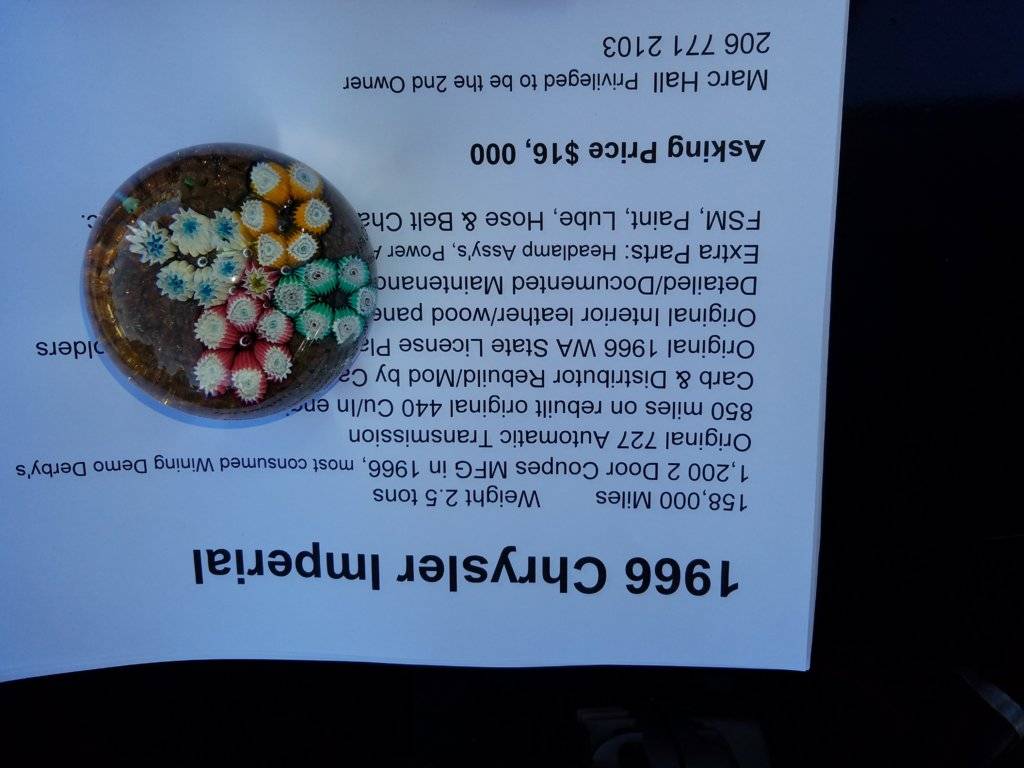 1966 Chrysler Imperial
158,000 Miles Weight 2.5 tons
1,200 2 Door Coupes MFG in 1966, most consumed Wining Demo Derby's
Original 727 Automatic Transmission
850 miles on rebuilt original 440 Cu/In
Carb & Distributor Rebuild/Mod by
Original 1966 WA State License
Original Interior leather/wood
Detailed/Documented
Extra Parts: Headlamp Assy's, Power
FSM, Paint, Lube, Hose & Belt
Asking Price $16, 000
Marc Hall Privileged to be the 2nd Owner
206 771 2103